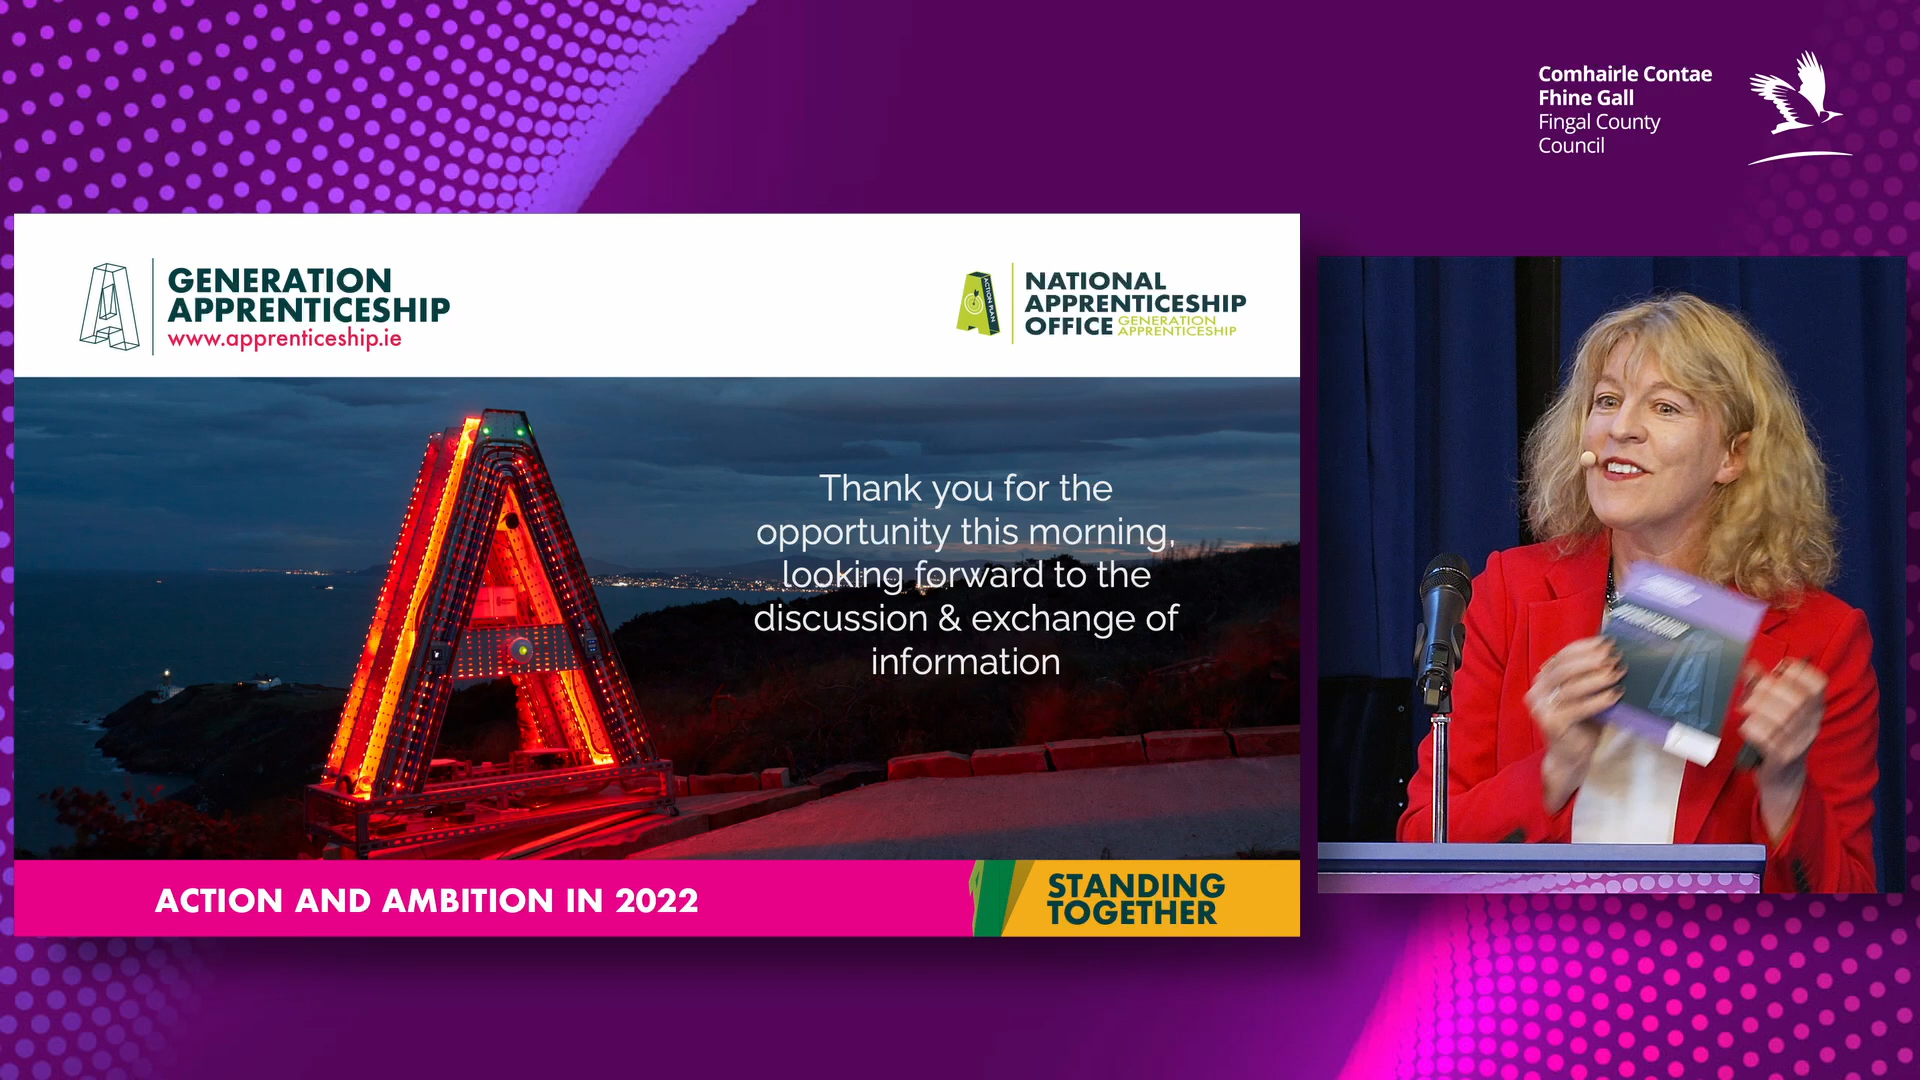 Comhairle Contae
Fhine Gall
Fingal County
Council
GENERATION
APPRENTICESHIP
www.apprenticeship.ie
ACTION PLAN
NATIONAL
APPRENTICESHIP
OFFICE GENERATION
APPRENTICESHIP
Thank you for the
opportunity this morning,
looking forward to the
discussion & exchange of
information
ACTION AND AMBITION IN 2022
STANDING
TOGETHER